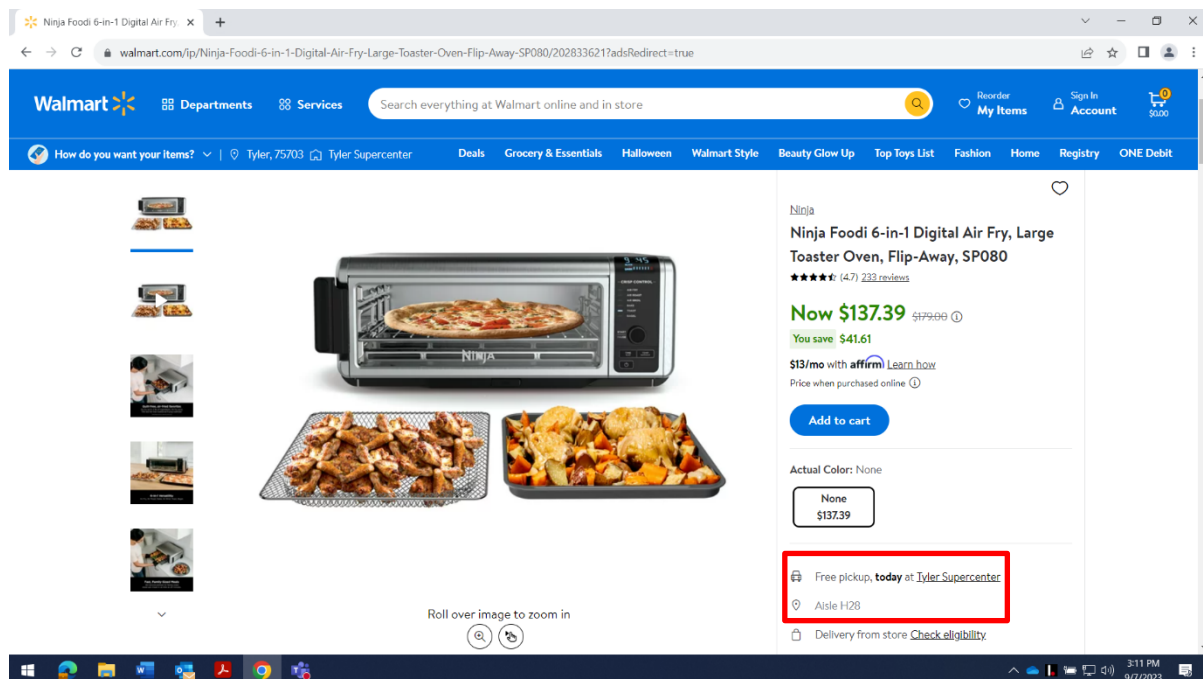 Ninja Foodi 6-in-1 Digital Air Fry,
walmart.com/ip/Ninja-Foodi-6-in-1-Digital-Air-Fry-Large-Toaster-Oven-Flip-Away-SP080/202833621?adsRedirect=true
Walmart
Departments
Services
Search everything at Walmart online and in store
Reorder
My Items
Sign In
Account
0
$0.00
How do you want your items?
Tyler, 75703
Tyler Supercenter
Deals
Grocery & Essentials
Halloween
Walmart Style
Beauty Glow Up
Top Toys List
Fashion
Home
Registry
ONE Debit
Ninja
Ninja Foodi 6-in-1 Digital Air Fry, Large
Toaster Oven, Flip-Away, SP080
(4.7) 233 reviews
Now $137.39 $179.00
You save $41.61
$13/mo with affirm Learn how
Price when purchased online
Add to cart
Actual Color: None
None
$137.39
Free pickup, today at Tyler Supercenter
Aisle H28
Delivery from store Check eligibility
NINJA
Roll over image to zoom in
3:11 PM
9/7/2023